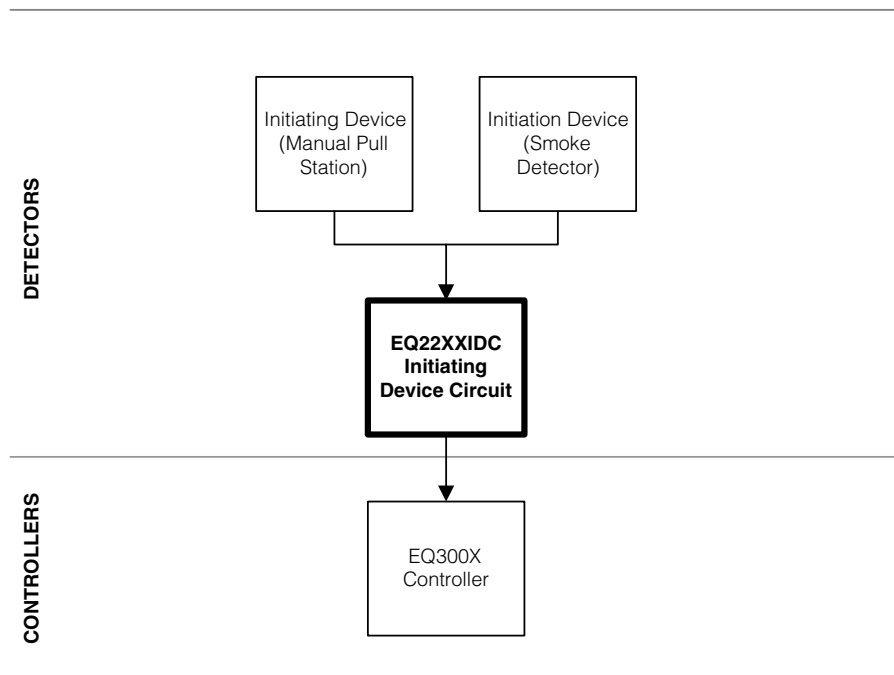 DETECTORS
Initiating Device
(Manual Pull
Station)
Initiation Device
(Smoke
Detector)
EQ22XXIDC
Initiating
Device Circuit
CONTROLLERS
EQ300X
Controller